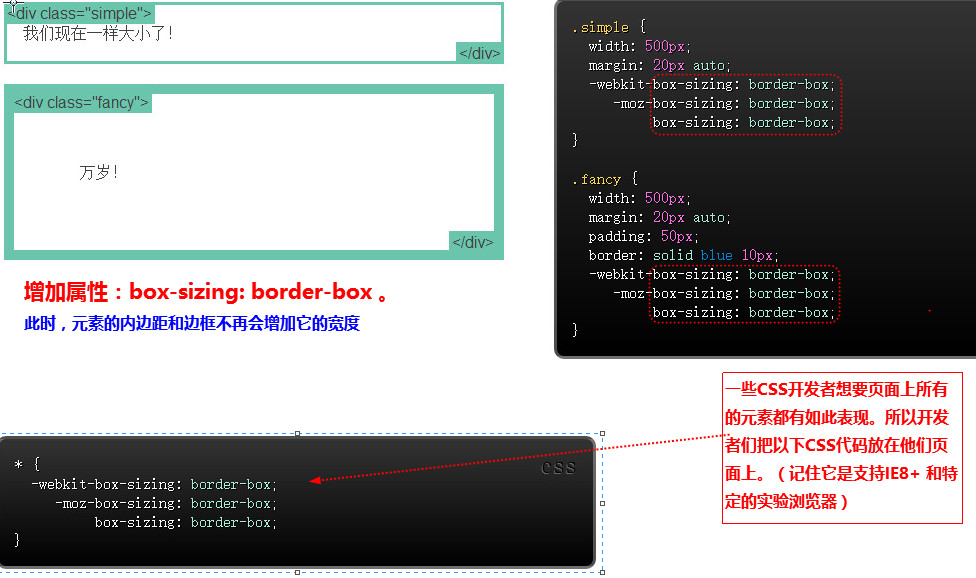 <div class="simple">
我们现在一样大小了!
</div>
<div class="fancy">
万岁!
</div>
增加属性：box-sizing: border-box 。
此时，元素的内边距和边框不再会增加它的宽度
.simple {
width: 500px;
margin: 20px auto;
-webkit-box-sizing: border-box;
-moz-box-sizing: border-box;
box-sizing: border-box;
}
.fancy {
width: 500px;
margin: 20px auto;
padding: 50px;
border: solid blue 10px;
-webkit-box-sizing: border-box;
-moz-box-sizing: border-box;
box-sizing: border-box;
}
一些CSS开发者想要页面上所有
的元素都有如此表现。所以开发
者们把以下CSS代码放在他们页
面上。（记住它是支持IE8+ 和特
定的实验浏览器）
css
* {
-webkit-box-sizing: border-box;
-moz-box-sizing: border-box;
box-sizing: border-box;
}